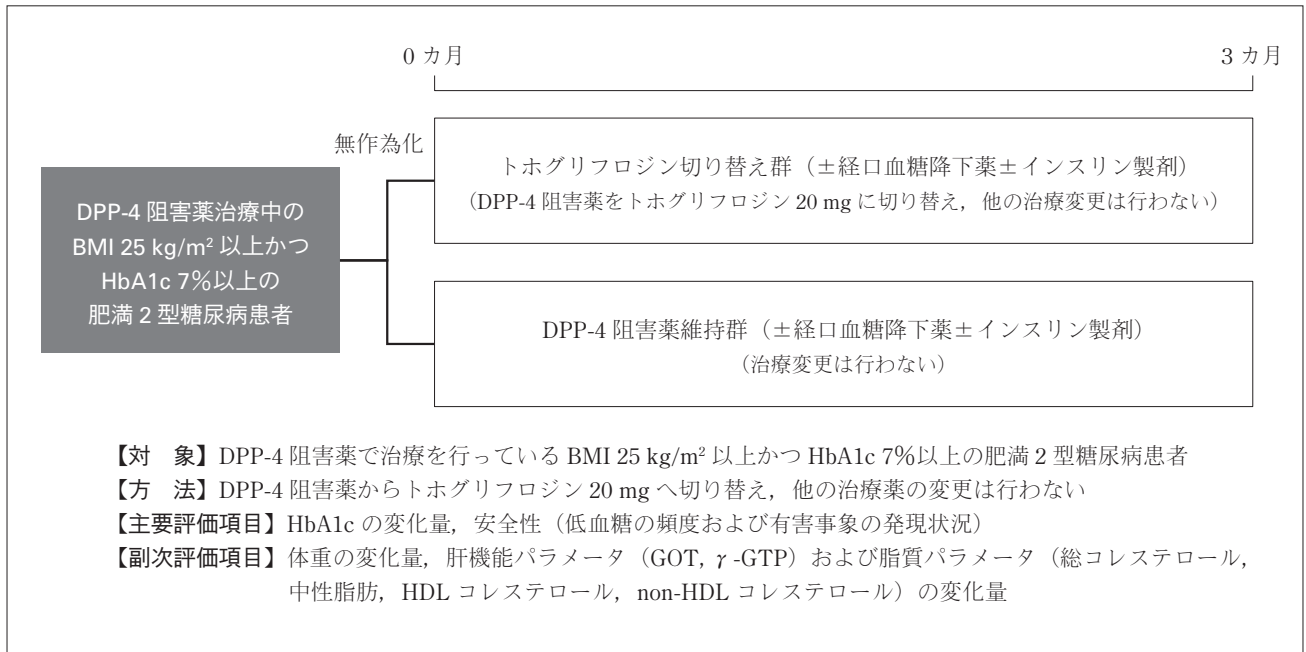 0 カ月
3 カ月
無作為化
DPP-4 阻害薬治療中の
BMI 25 kg/m² 以上かつ
HbA1c 7%以上の
肥満 2 型糖尿病患者
トホグリフロジン切り替え群（±経口血糖降下薬±インスリン製剤）
（DPP-4 阻害薬をトホグリフロジン 20 mg に切り替え，他の治療変更は行わない）
DPP-4 阻害薬維持群（±経口血糖降下薬±インスリン製剤）
（治療変更は行わない）
【対　象】DPP-4 阻害薬で治療を行っている BMI 25 kg/m² 以上かつ HbA1c 7%以上の肥満 2 型糖尿病患者
【方　法】DPP-4 阻害薬からトホグリフロジン 20 mg へ切り替え，他の治療薬の変更は行わない
【主要評価項目】HbA1c の変化量，安全性（低血糖の頻度および有害事象の発現状況）
【副次評価項目】体重の変化量，肝機能パラメータ（GOT, γ-GTP）および脂質パラメータ（総コレステロール，
中性脂肪，HDL コレステロール，non-HDL コレステロール）の変化量